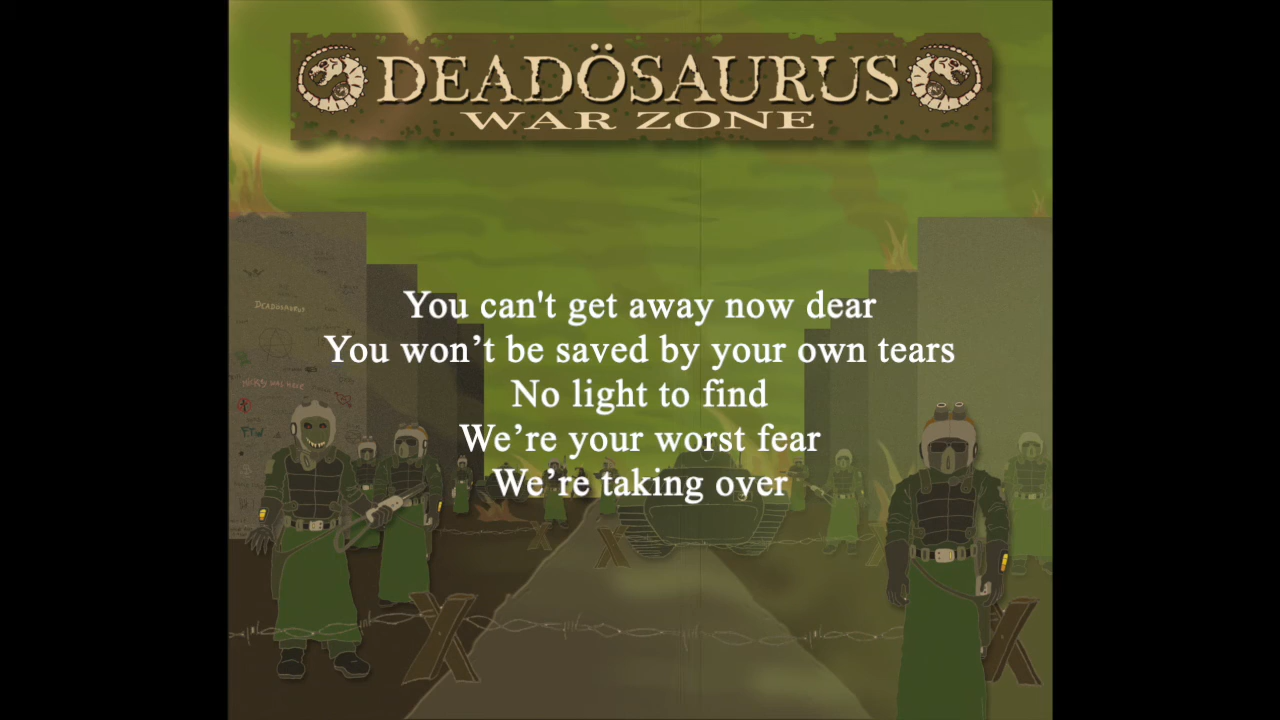 DEADÖSAURUS
WAR ZONE
You can't get away now dear
You won’t be saved by your own tears
No light to find
We’re your worst fear
We’re taking over
DEADÖSAURUS